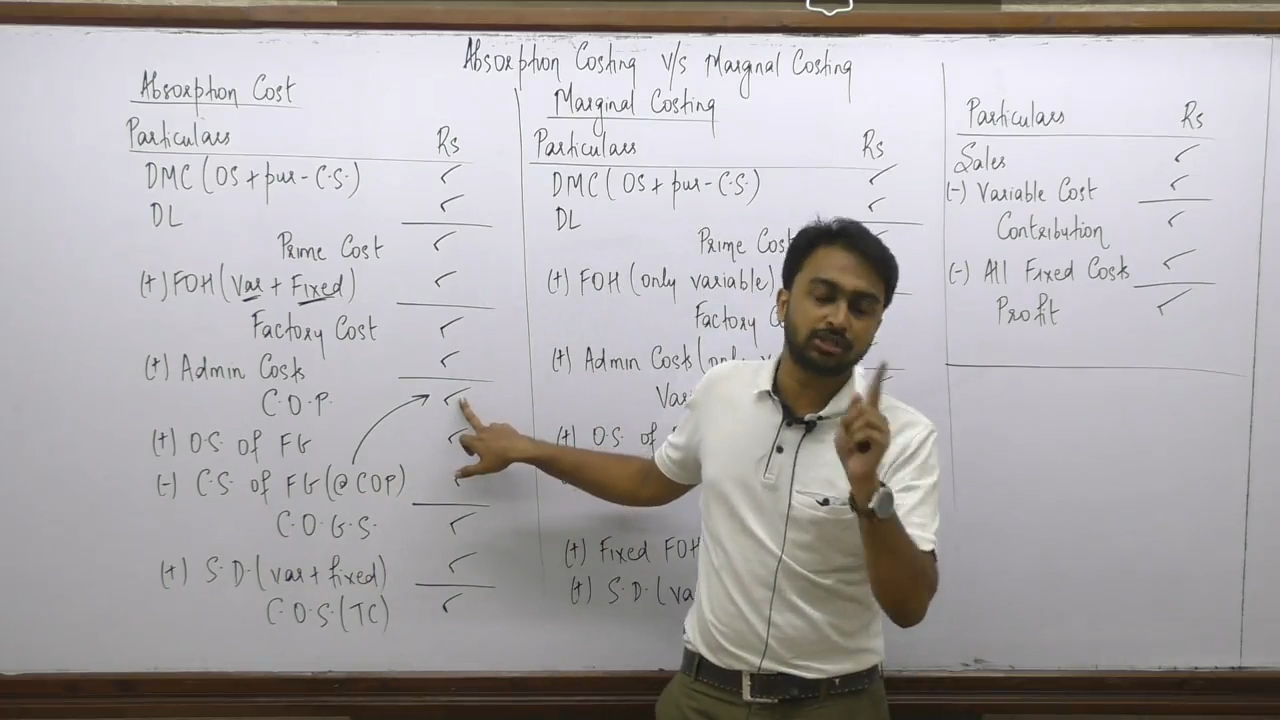 Absorption Costing v/s Marginal Costing
Absorption Cost
Particulars Rs
DMC (OS + pur - C.S.)
DL
Prime Cost
(+) FOH (Var + Fixed)
Factory Cost
(+) Admin Costs
C.O.P.
(+) O.S. of FG
(-) C.S. of FG (@ COP)
C.O.G.S.
(+) S.D. (var + fixed)
C.O.S. (TC)
Marginal Costing
Particulars Rs
DMC (OS + pur - C.S.)
DL
Prime Cost
(+) FOH (only variable)
Factory
(+) Admin Costs (only
(+) O.S. of
(+) Fixed FOH
(+) S.D. (va
Particulars Rs
Sales
(-) Variable Cost
Contribution
(-) All Fixed Costs
Profit